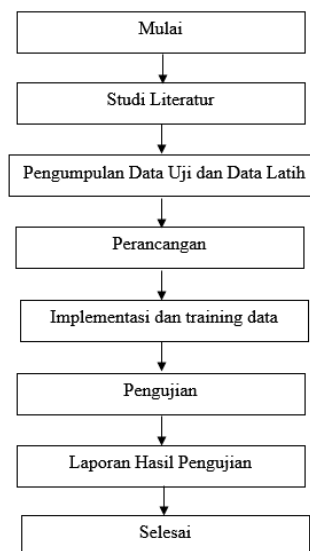 Mulai
Studi Literatur
Pengumpulan Data Uji dan Data Latih
Perancangan
Implementasi dan training data
Pengujian
Laporan Hasil Pengujian
Selesai